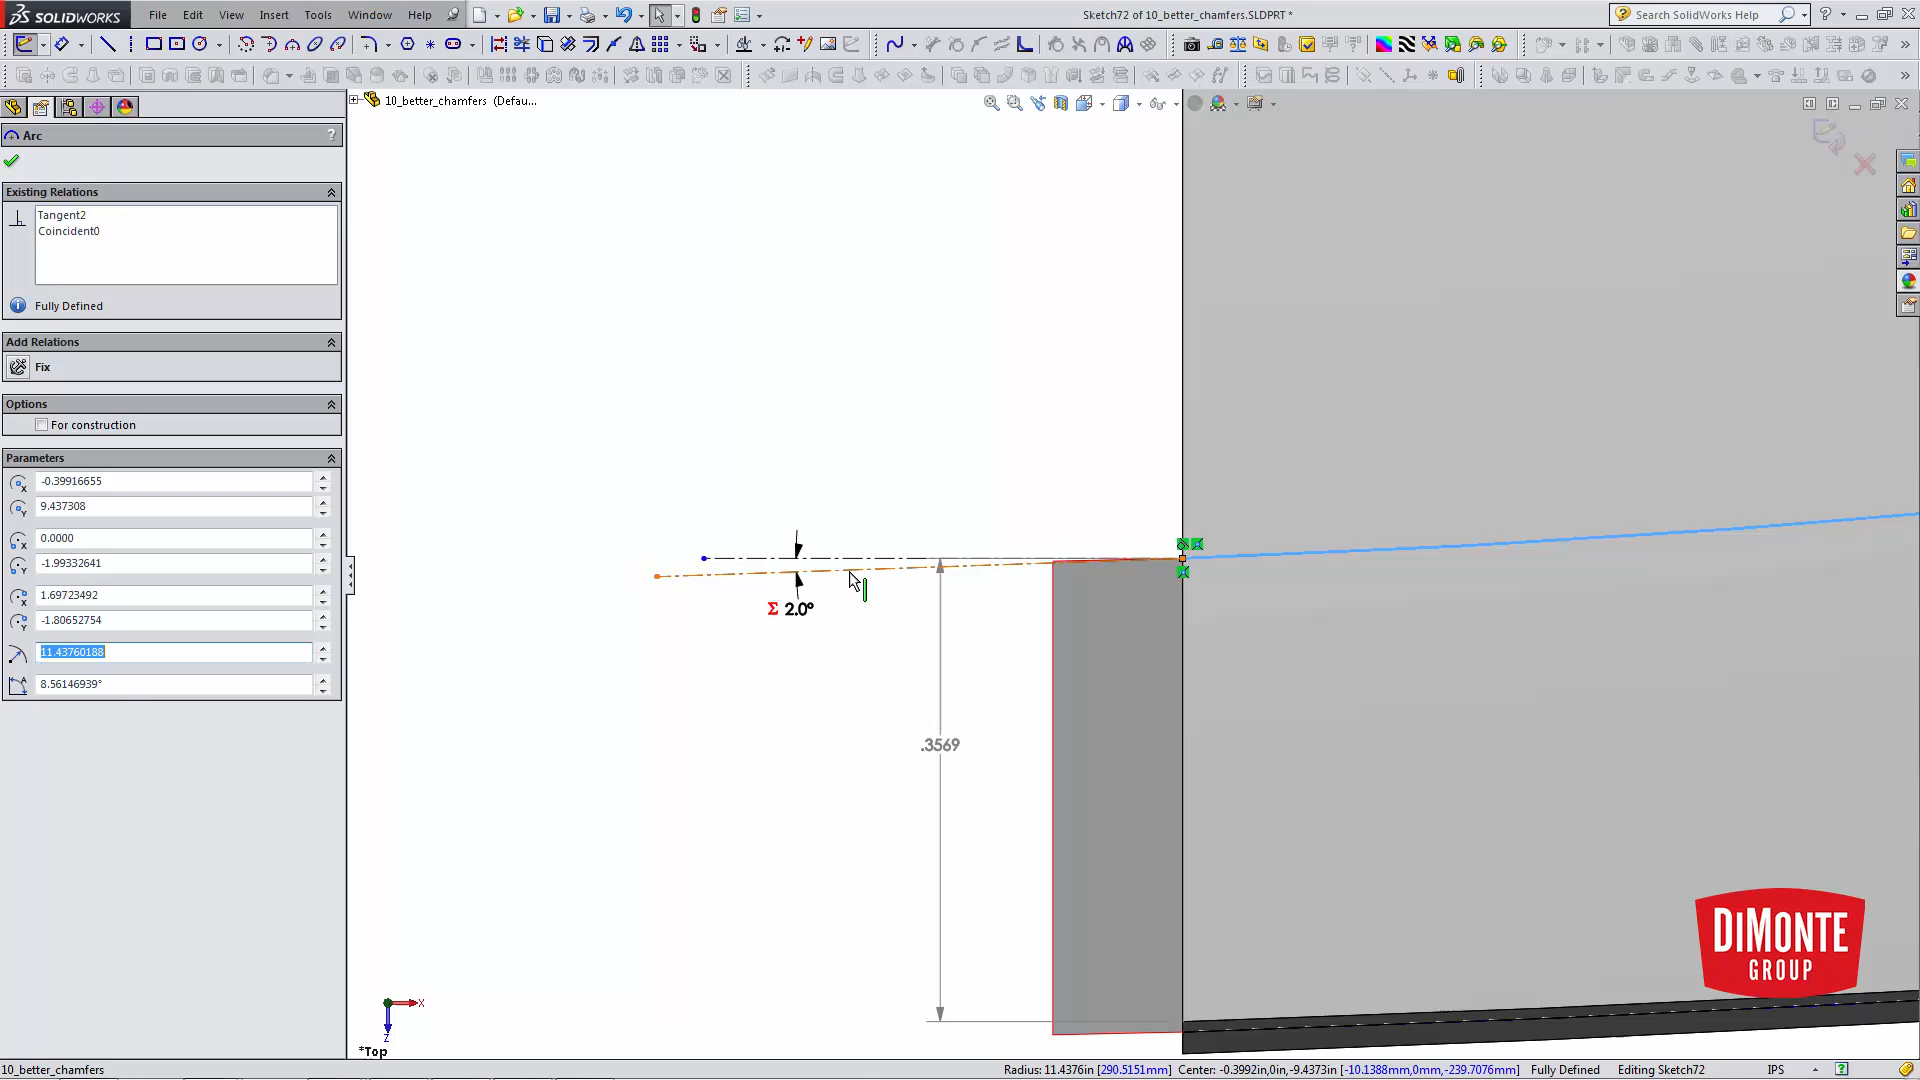 SOLIDWORKS
File Edit View Insert Tools Window Help
Sketch72 of 10_better_chamfers.SLDPRT *
Search SolidWorks Help
10_better_chamfers (Defau...
Arc
?
Existing Relations
Tangent2
Coincident0
Fully Defined
Add Relations
Fix
Options
For construction
Parameters
-0.39916655
9.437308
0.0000
-1.99332641
1.69723492
-1.80652754
11.43760188
8.56146939°
Σ 2.0°
.3569
X
Z
*Top
DIMONTE
GROUP
10_better_chamfers
Radius: 11.4376in [290.5151mm] Center: -0.3992in,0in,-9.4373in [-10.1388mm,0mm,-239.7076mm] Fully Defined Editing Sketch72 IPS ?